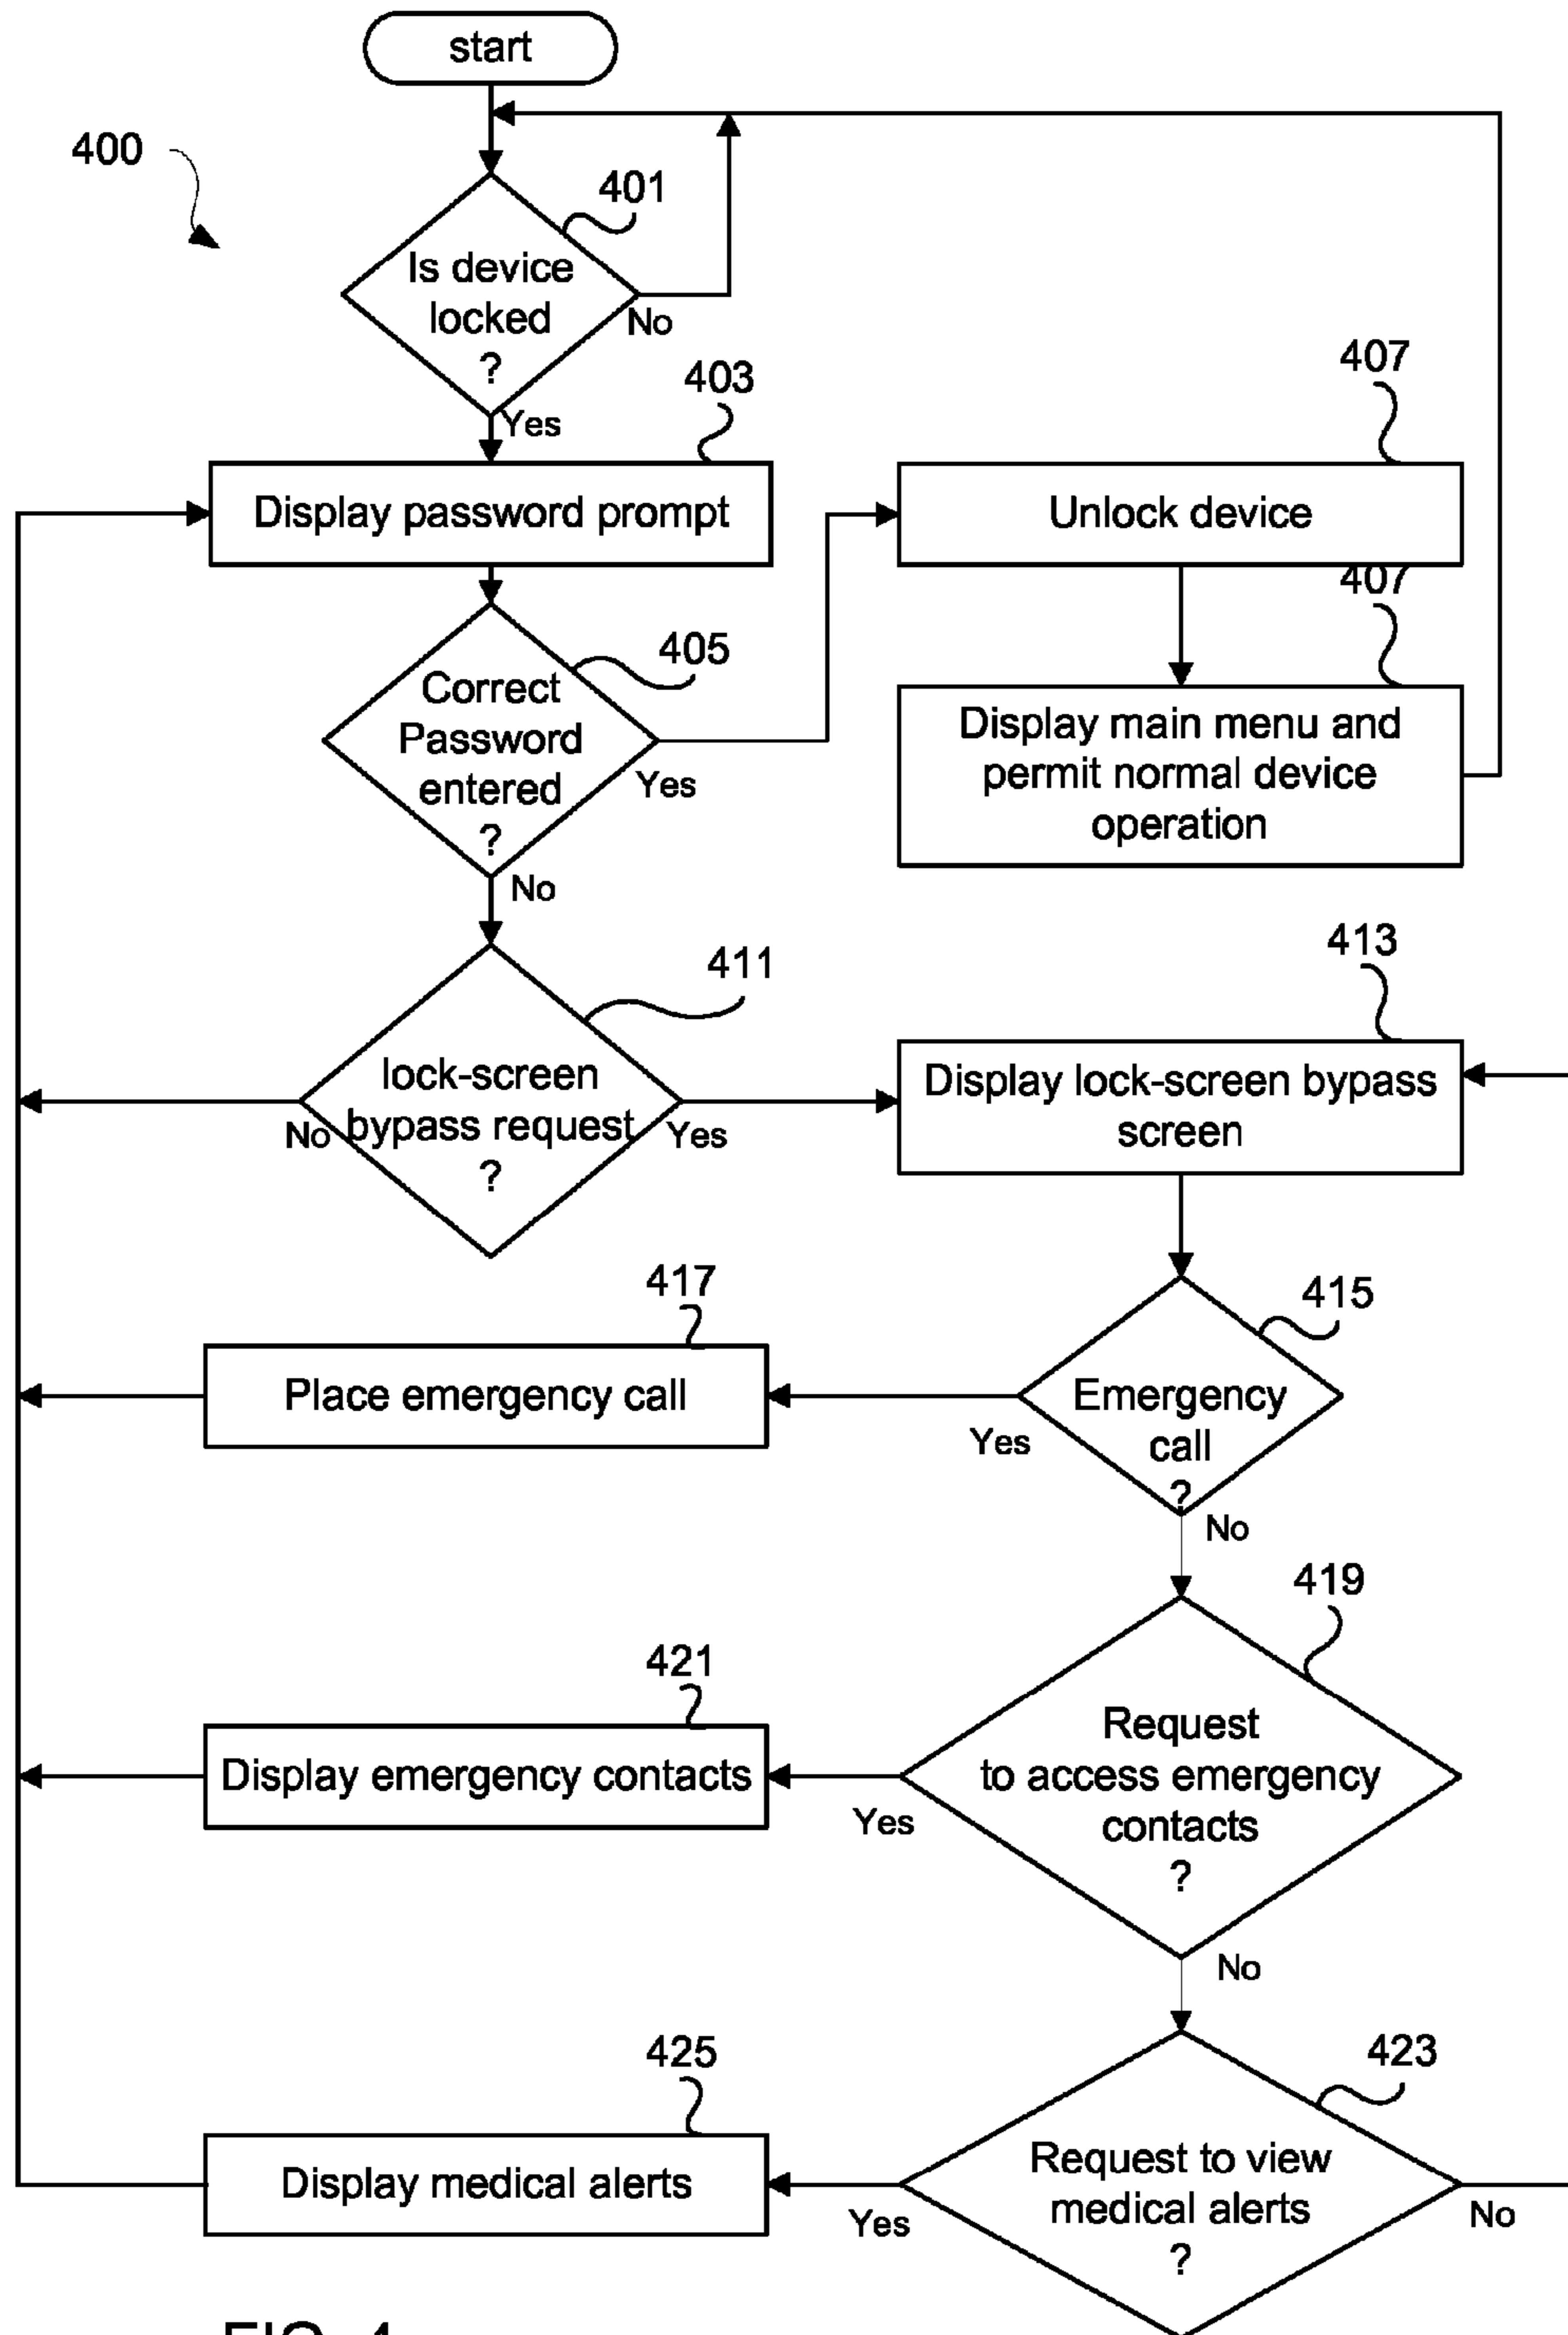 start
400
401
Is device
locked
?
No
Yes
403
Display password prompt
407
Unlock device
405
Correct
Password
entered
?
Yes
No
407
Display main menu and
permit normal device
operation
411
lock-screen
bypass request
?
No
Yes
413
Display lock-screen bypass
screen
415
Emergency
call
?
Yes
No
417
Place emergency call
419
Request
to access emergency
contacts
?
Yes
No
421
Display emergency contacts
423
Request to view
medical alerts
?
Yes
No
425
Display medical alerts